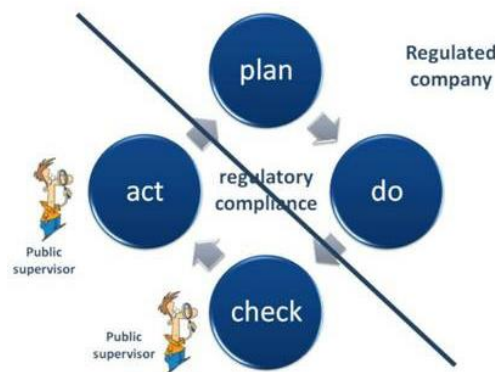 plan
Regulated
company
act
regulatory
compliance
do
Public
supervisor
check
Public
supervisor